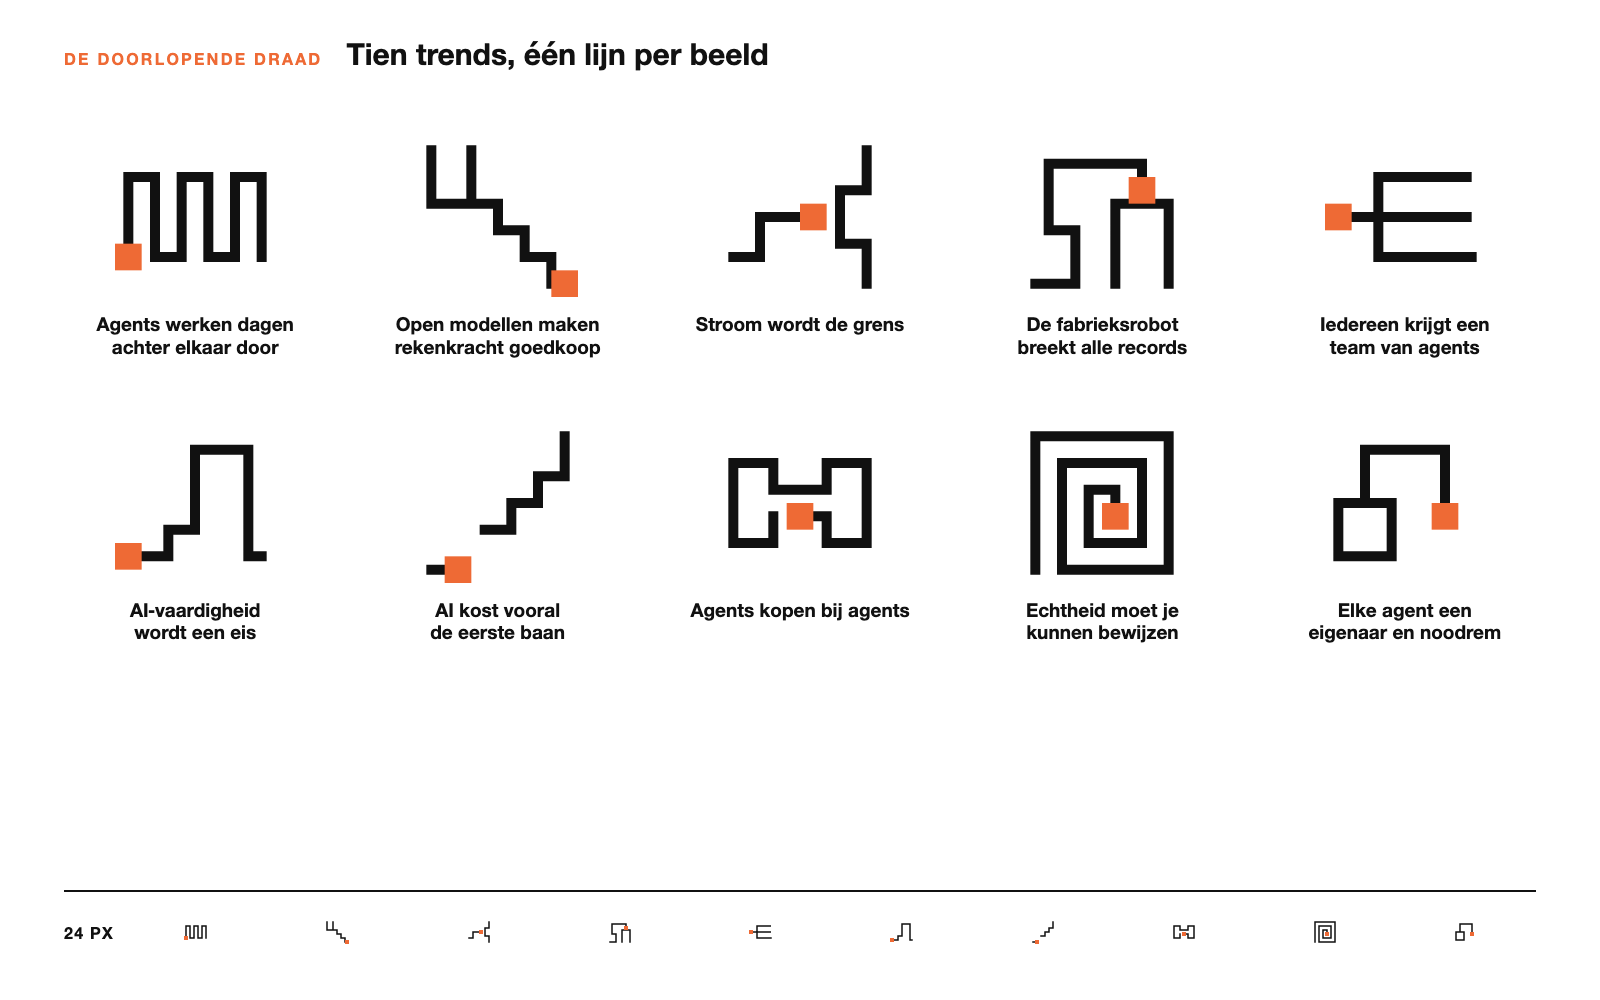 DE DOORLOPENDE DRAAD Tien trends, één lijn per beeld
Agents werken dagen
achter elkaar door
Open modellen maken
rekenkracht goedkoop
Stroom wordt de grens
De fabrieksrobot
breekt alle records
Iedereen krijgt een
team van agents
AI-vaardigheid
wordt een eis
AI kost vooral
de eerste baan
Agents kopen bij agents
Echtheid moet je
kunnen bewijzen
Elke agent een
eigenaar en noodrem
24 PX